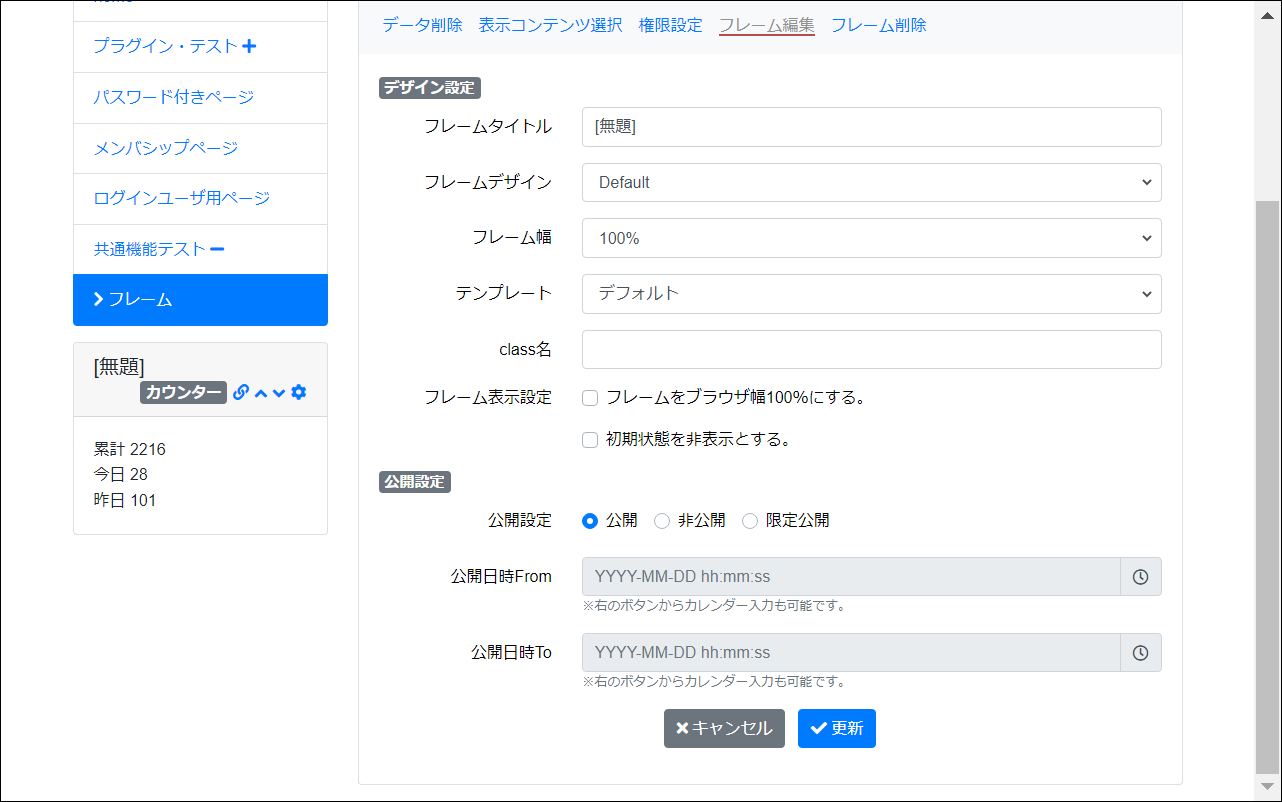 プラグイン・テスト
パスワード付きページ
メンバシップページ
ログインユーザ用ページ
共通機能テスト
フレーム
[無題]
カウンター
累計 2216
今日 28
昨日 101
データ削除 表示コンテンツ選択 権限設定 フレーム編集 フレーム削除
デザイン設定
フレームタイトル [無題]
フレームデザイン Default
フレーム幅 100%
テンプレート デフォルト
class名
フレーム表示設定 フレームをブラウザ幅100%にする。
初期状態を非表示とする。
公開設定
公開設定 公開 非公開 限定公開
公開日時From YYYY-MM-DD hh:mm:ss
※右のボタンからカレンダー入力も可能です。
公開日時To YYYY-MM-DD hh:mm:ss
※右のボタンからカレンダー入力も可能です。
キャンセル 更新